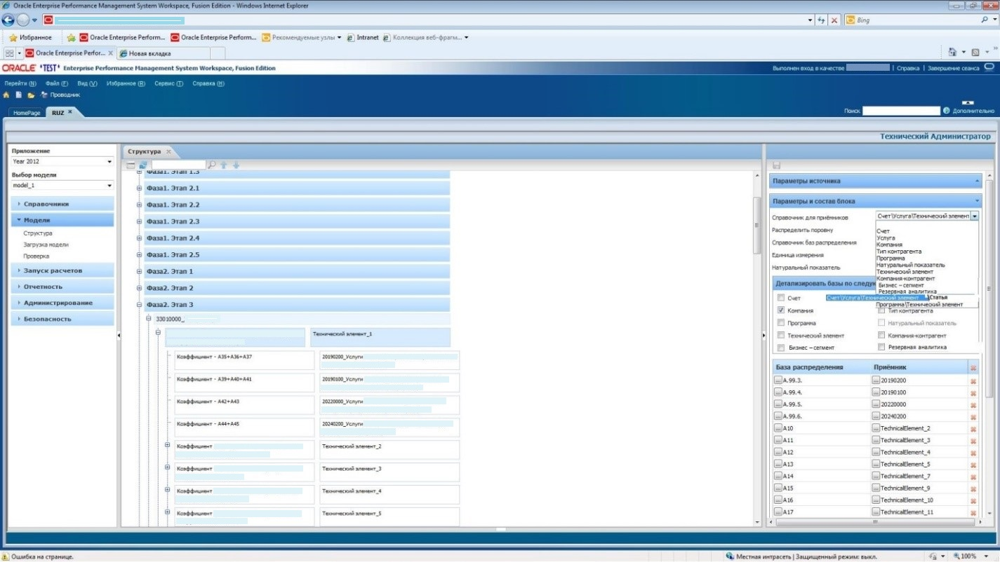 Oracle Enterprise Performance Management System Workspace, Fusion Edition - Windows Internet Explorer
Bing
Избранное Oracle Enterprise Perform... Oracle Enterprise Perform... Рекомендуемые узлы Intranet Коллекция веб-фрагм...
Oracle Enterprise Perfor... X Новая вкладка
ORACLE *TEST* Enterprise Performance Management System Workspace, Fusion Edition Выполнен вход в качестве | Справка | Завершение сеанса
Перейти (N) Файл (F) Вид (V) Избранное (R) Сервис (T) Справка (H)
Проводник
HomePage RUZ Поиск Дополнительно
Технический Администратор
Приложение
Year 2012
Выбор модели
model_1
Справочники
Модели
Структура
Загрузка модели
Проверка
Запуск расчетов
Отчетность
Администрирование
Безопасность
Структура
Фаза1. Этап 1.3
Фаза1. Этап 2.1
Фаза1. Этап 2.2
Фаза1. Этап 2.3
Фаза1. Этап 2.4
Фаза1. Этап 2.5
Фаза2. Этап 1
Фаза2. Этап 2
Фаза2. Этап 3
33010000_
Технический элемент_1
Коэффициент - A35+A36+A37 20190200_Услуги
Коэффициент - A39+A40+A41 20190100_Услуги
Коэффициент - A42+A43 20220000_Услуги
Коэффициент - A44+A45 20240200_Услуги
Коэффициент Технический элемент_2
Коэффициент Технический элемент_3
Коэффициент Технический элемент_4
Коэффициент Технический элемент_5
Параметры источника
Параметры и состав блока
Справочник для приёмников Счет\Услуга\Технический элемент
Распределить поровну
Справочник баз распределения
Единица измерения
Натуральный показатель
Счет
Услуга
Компания
Тип контрагента
Программа
Натуральный показатель
Технический элемент
Компания-контрагент
Бизнес – сегмент
Резервная аналитика
Счет\Услуга\Технический элемент
Программа\Технический элемент
Детализировать базы по следую
Счет \Статья
Компания Тип контрагента
Программа Натуральный показатель
Технический элемент Компания-контрагент
Бизнес – сегмент Резервная аналитика
База распределения Приёмник
A.99.3. 20190200
A.99.4. 20190100
A.99.5. 20220000
A.99.6. 20240200
A10 TechnicalElement_2
A11 TechnicalElement_3
A12 TechnicalElement_4
A13 TechnicalElement_5
A14 TechnicalElement_7
A15 TechnicalElement_9
A16 TechnicalElement_10
A17 TechnicalElement_11
Ошибка на странице. Местная интрасеть | Защищенный режим: выкл. 100%